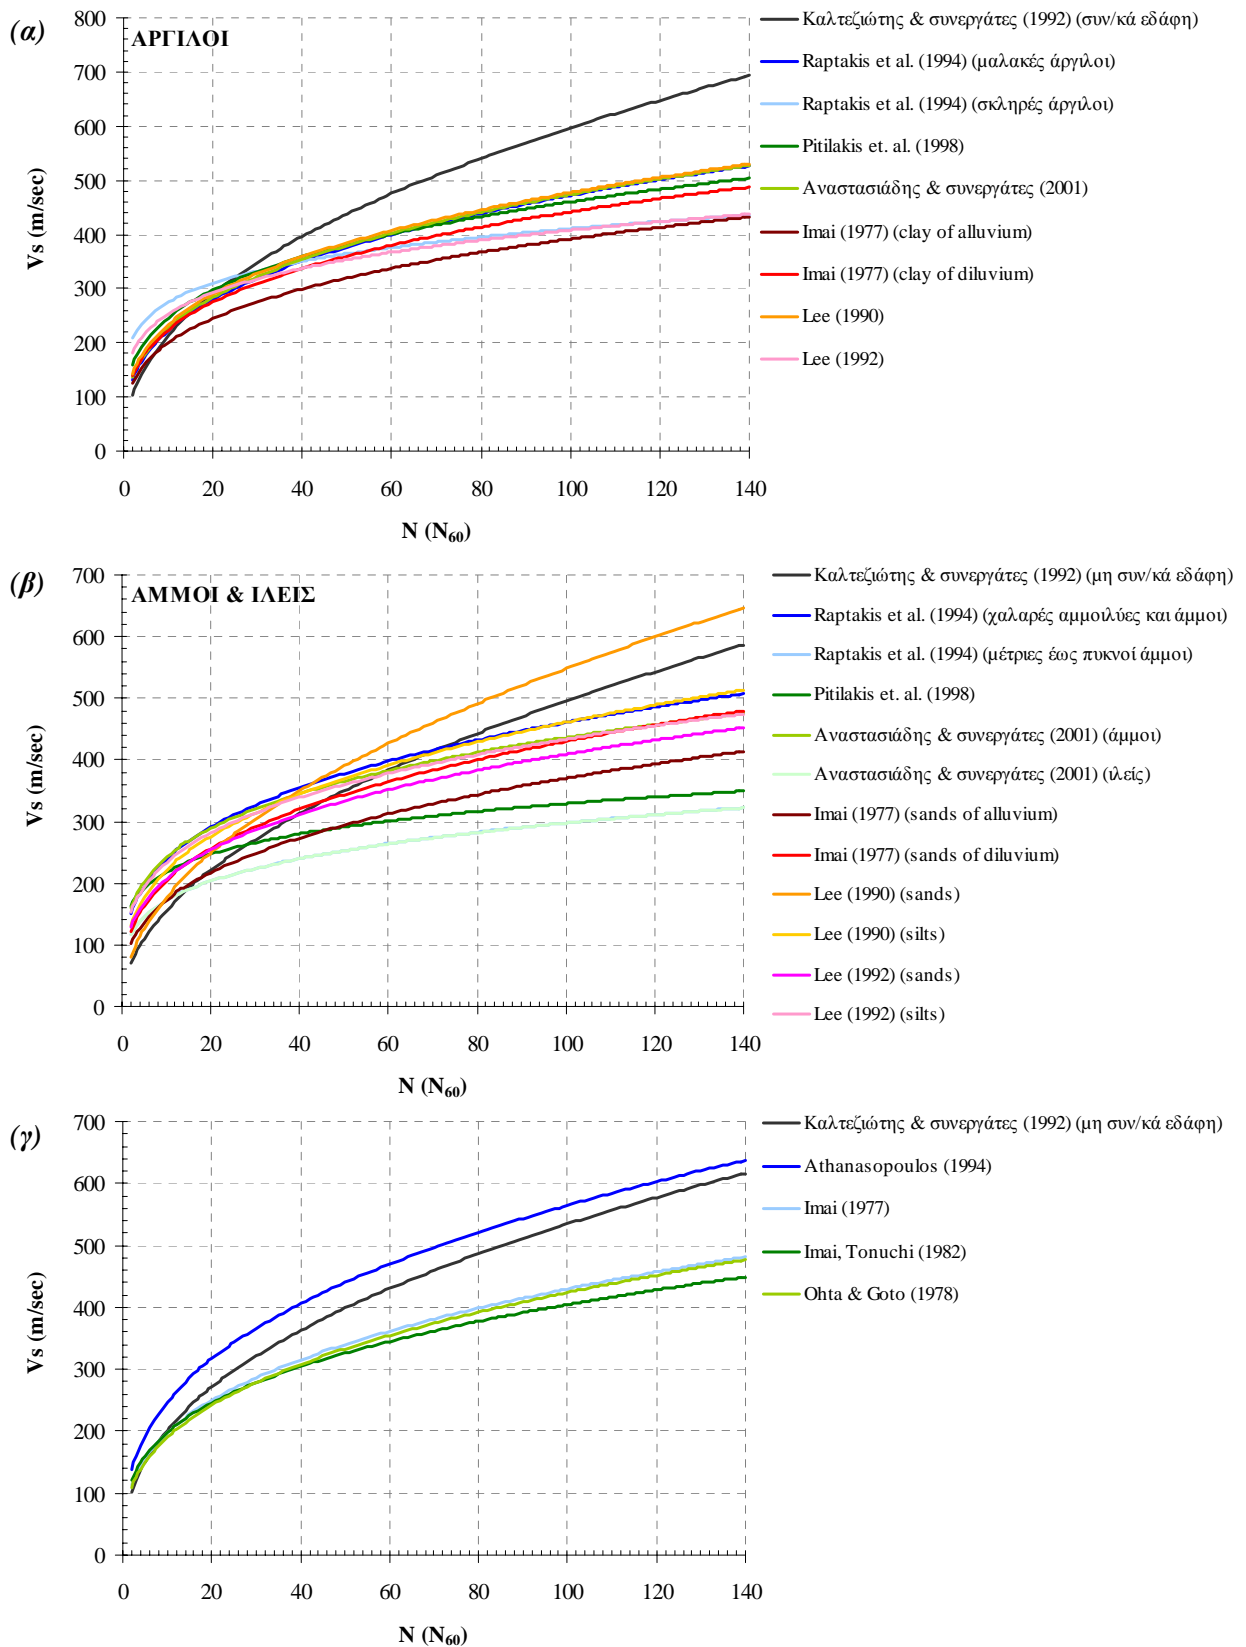 (α)
ΑΡΓΙΛΟΙ
800
700
600
500
400
300
200
100
0
Vs (m/sec)
0 20 40 60 80 100 120 140
N (N60)
Καλτεζιώτης & συνεργάτες (1992) (συν/κά εδάφη)
Raptakis et al. (1994) (μαλακές άργιλοι)
Raptakis et al. (1994) (σκληρές άργιλοι)
Pitilakis et. al. (1998)
Αναστασιάδης & συνεργάτες (2001)
Imai (1977) (clay of alluvium)
Imai (1977) (clay of diluvium)
Lee (1990)
Lee (1992)
(β)
ΑΜΜΟΙ & ΙΛΕΙΣ
700
600
500
400
300
200
100
0
Vs (m/sec)
0 20 40 60 80 100 120 140
N (N60)
Καλτεζιώτης & συνεργάτες (1992) (μη συν/κά εδάφη)
Raptakis et al. (1994) (χαλαρές αμμοιλύες και άμμοι)
Raptakis et al. (1994) (μέτριες έως πυκνοί άμμοι)
Pitilakis et. al. (1998)
Αναστασιάδης & συνεργάτες (2001) (άμμοι)
Αναστασιάδης & συνεργάτες (2001) (ιλείς)
Imai (1977) (sands of alluvium)
Imai (1977) (sands of diluvium)
Lee (1990) (sands)
Lee (1990) (silts)
Lee (1992) (sands)
Lee (1992) (silts)
(γ)
700
600
500
400
300
200
100
0
Vs (m/sec)
0 20 40 60 80 100 120 140
N (N60)
Καλτεζιώτης & συνεργάτες (1992) (μη συν/κά εδάφη)
Athanasopoulos (1994)
Imai (1977)
Imai, Tonuchi (1982)
Ohta & Goto (1978)